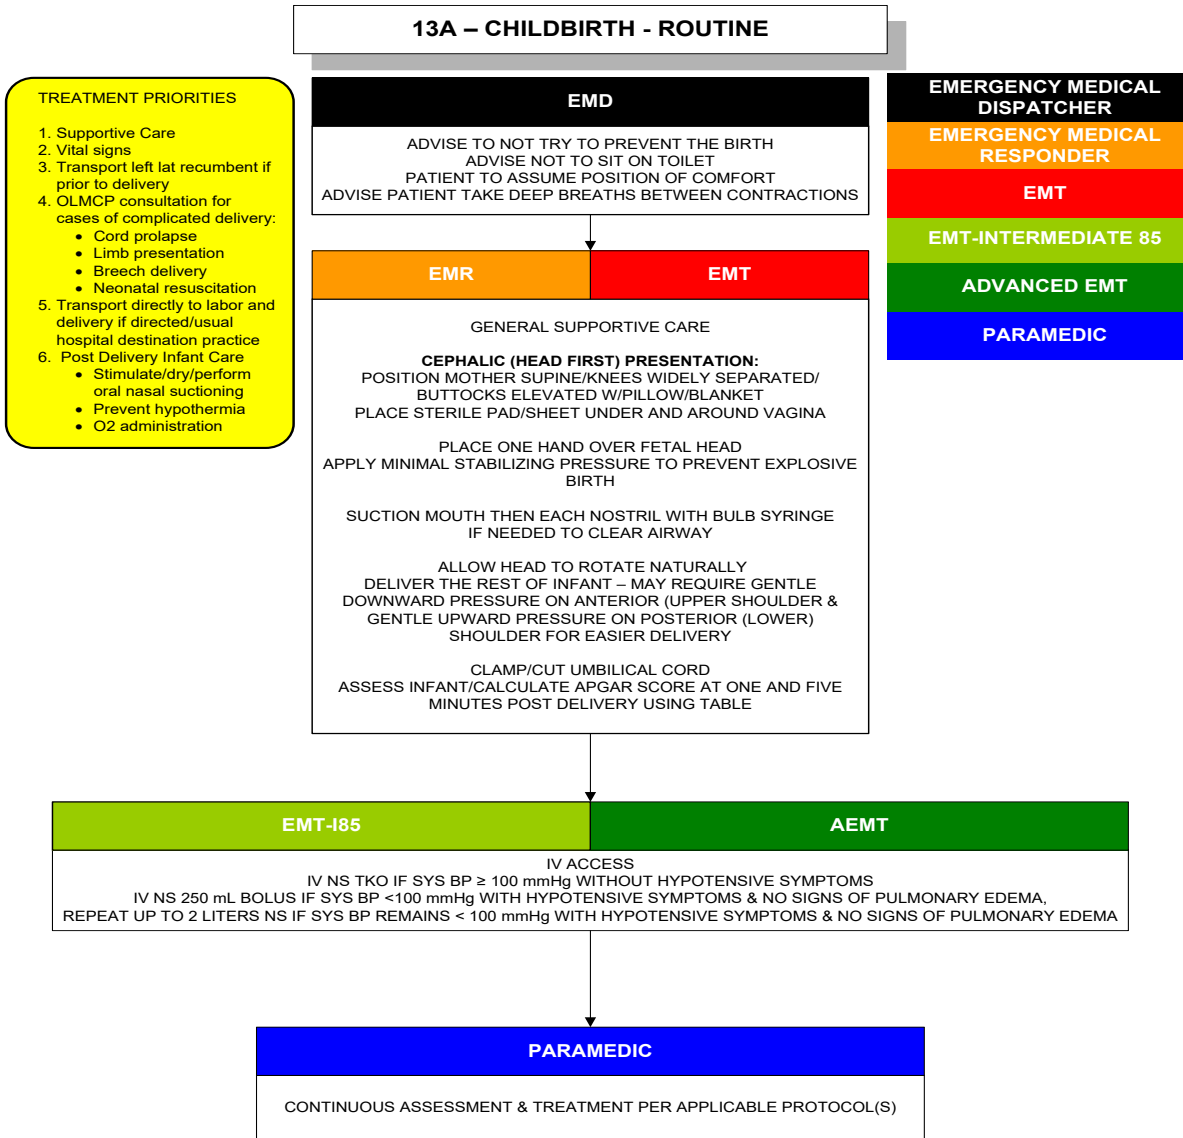 13A – CHILDBIRTH - ROUTINE
TREATMENT PRIORITIES
1. Supportive Care
2. Vital signs
3. Transport left lat recumbent if
prior to delivery
4. OLMCP consultation for
cases of complicated delivery:
• Cord prolapse
• Limb presentation
• Breech delivery
• Neonatal resuscitation
5. Transport directly to labor and
delivery if directed/usual
hospital destination practice
6. Post Delivery Infant Care
• Stimulate/dry/perform
oral nasal suctioning
• Prevent hypothermia
• O2 administration
EMD
ADVISE TO NOT TRY TO PREVENT THE BIRTH
ADVISE NOT TO SIT ON TOILET
PATIENT TO ASSUME POSITION OF COMFORT
ADVISE PATIENT TAKE DEEP BREATHS BETWEEN CONTRACTIONS
EMERGENCY MEDICAL
DISPATCHER
EMERGENCY MEDICAL
RESPONDER
EMT
EMT-INTERMEDIATE 85
ADVANCED EMT
PARAMEDIC
EMR
EMT
GENERAL SUPPORTIVE CARE
CEPHALIC (HEAD FIRST) PRESENTATION:
POSITION MOTHER SUPINE/KNEES WIDELY SEPARATED/
BUTTOCKS ELEVATED W/PILLOW/BLANKET
PLACE STERILE PAD/SHEET UNDER AND AROUND VAGINA
PLACE ONE HAND OVER FETAL HEAD
APPLY MINIMAL STABILIZING PRESSURE TO PREVENT EXPLOSIVE
BIRTH
SUCTION MOUTH THEN EACH NOSTRIL WITH BULB SYRINGE
IF NEEDED TO CLEAR AIRWAY
ALLOW HEAD TO ROTATE NATURALLY
DELIVER THE REST OF INFANT – MAY REQUIRE GENTLE
DOWNWARD PRESSURE ON ANTERIOR (UPPER SHOULDER &
GENTLE UPWARD PRESSURE ON POSTERIOR (LOWER)
SHOULDER FOR EASIER DELIVERY
CLAMP/CUT UMBILICAL CORD
ASSESS INFANT/CALCULATE APGAR SCORE AT ONE AND FIVE
MINUTES POST DELIVERY USING TABLE
EMT-I85
AEMT
IV ACCESS
IV NS TKO IF SYS BP ≥ 100 mmHg WITHOUT HYPOTENSIVE SYMPTOMS
IV NS 250 mL BOLUS IF SYS BP <100 mmHg WITH HYPOTENSIVE SYMPTOMS & NO SIGNS OF PULMONARY EDEMA,
REPEAT UP TO 2 LITERS NS IF SYS BP REMAINS < 100 mmHg WITH HYPOTENSIVE SYMPTOMS & NO SIGNS OF PULMONARY EDEMA
PARAMEDIC
CONTINUOUS ASSESSMENT & TREATMENT PER APPLICABLE PROTOCOL(S)